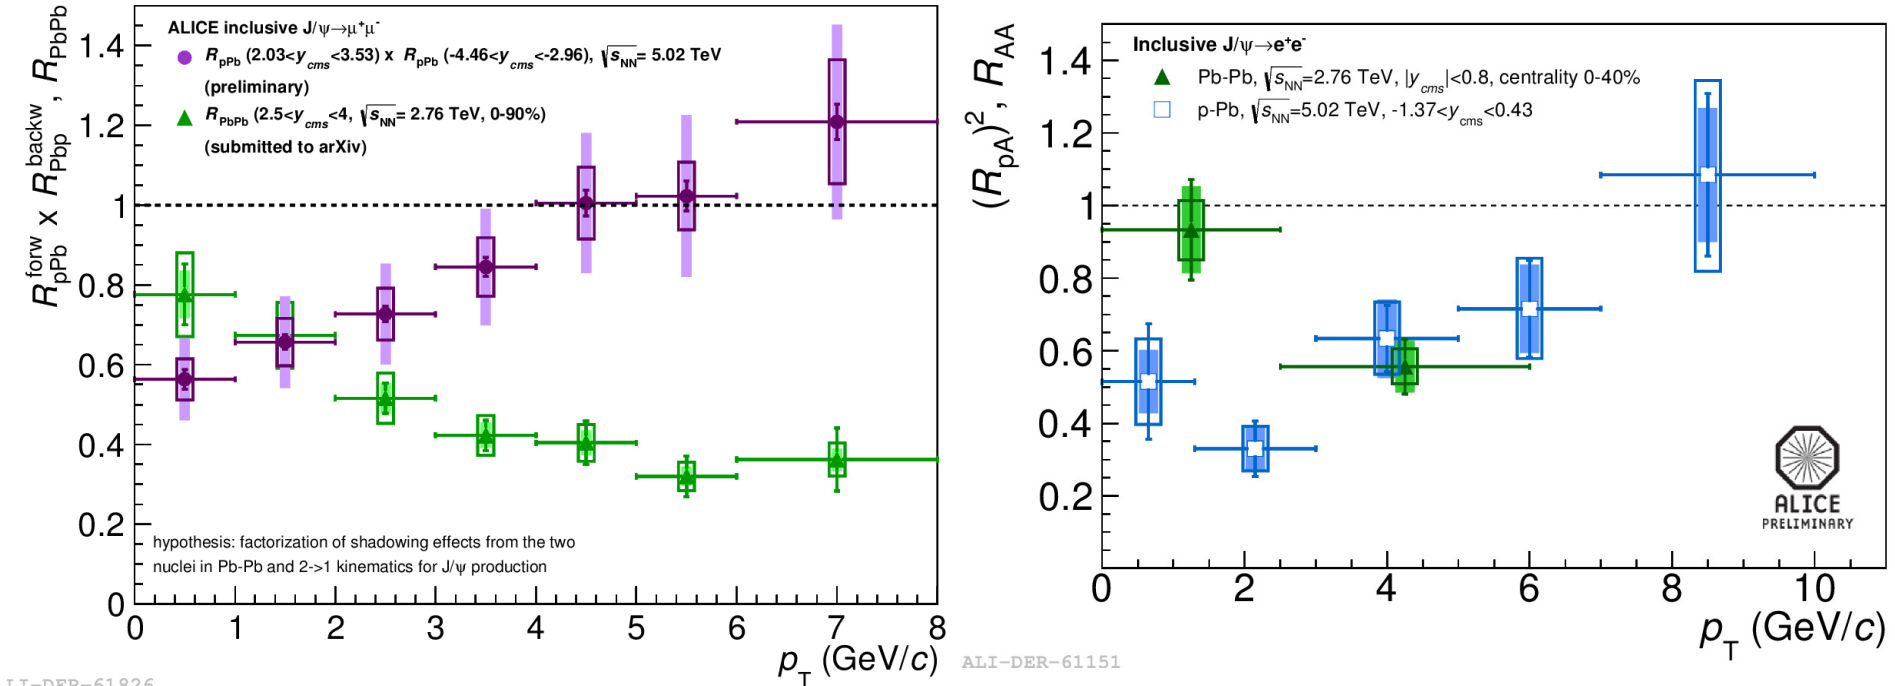 ALICE inclusive J/ψ→μ⁺μ⁻
R_pPb (2.03<y_cms<3.53) x R_pPb (-4.46<y_cms<-2.96), √s_NN= 5.02 TeV
(preliminary)
R_PbPb (2.5<y_cms<4, √s_NN= 2.76 TeV, 0-90%)
(submitted to arXiv)
R_pPb^forw x R_Pbp^backw , R_PbPb
1.4
1.2
1
0.8
0.6
0.4
0.2
0
hypothesis: factorization of shadowing effects from the two
nuclei in Pb-Pb and 2->1 kinematics for J/ψ production
0 1 2 3 4 5 6 7 8
p_T (GeV/c)
LI-DER-61826
Inclusive J/ψ→e⁺e⁻
Pb-Pb, √s_NN=2.76 TeV, |y_cms|<0.8, centrality 0-40%
p-Pb, √s_NN=5.02 TeV, -1.37<y_cms<0.43
(R_pA)², R_AA
1.4
1.2
1
0.8
0.6
0.4
0.2
ALICE
PRELIMINARY
0 2 4 6 8 10
p_T (GeV/c)
ALI-DER-61151